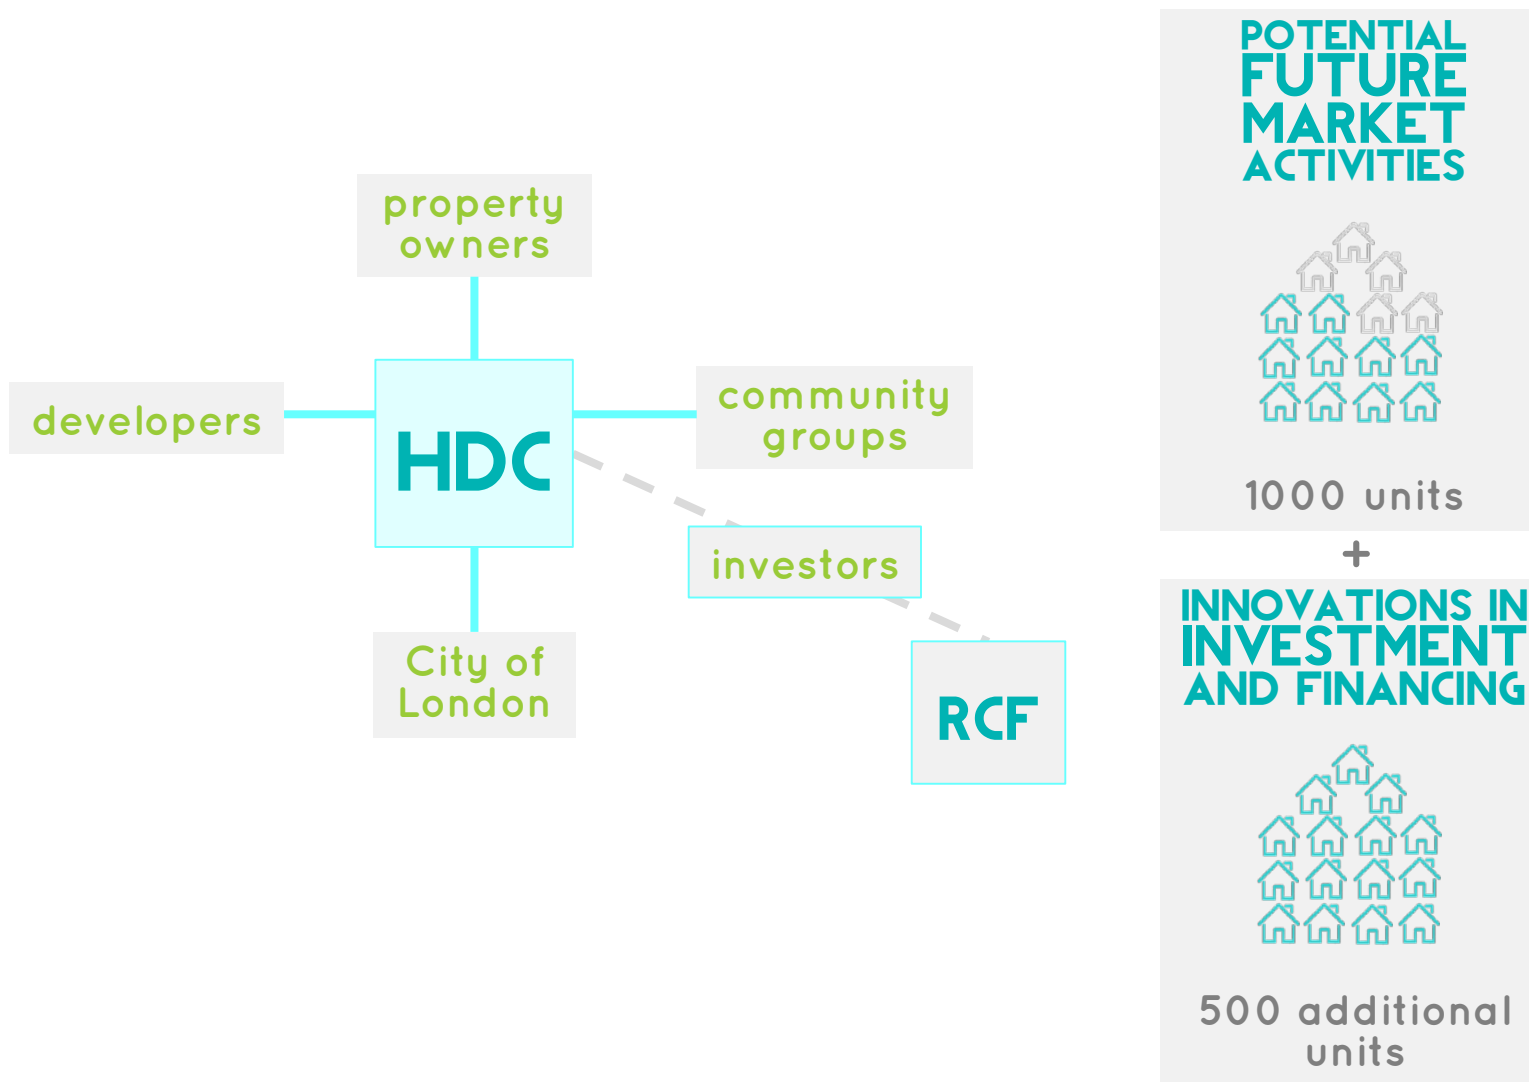 property
owners
developers
HDC
community
groups
investors
City of
London
RCF
POTENTIAL
FUTURE
MARKET
ACTIVITIES
1000 units
+
INNOVATIONS IN
INVESTMENT
AND FINANCING
500 additional
units